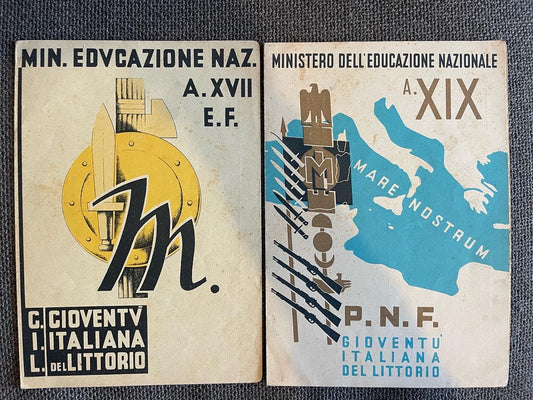 MIN. EDVCAZIONE NAZ.
A. XVII
E.F.
M.
G. GIOVENTV
I. ITALIANA
L. DEL LITTORIO
MINISTERO DELL'EDUCAZIONE NAZIONALE
A. XIX
MARE NOSTRUM
P.N.F.
GIOVENTU'
ITALIANA
DEL LITTORIO